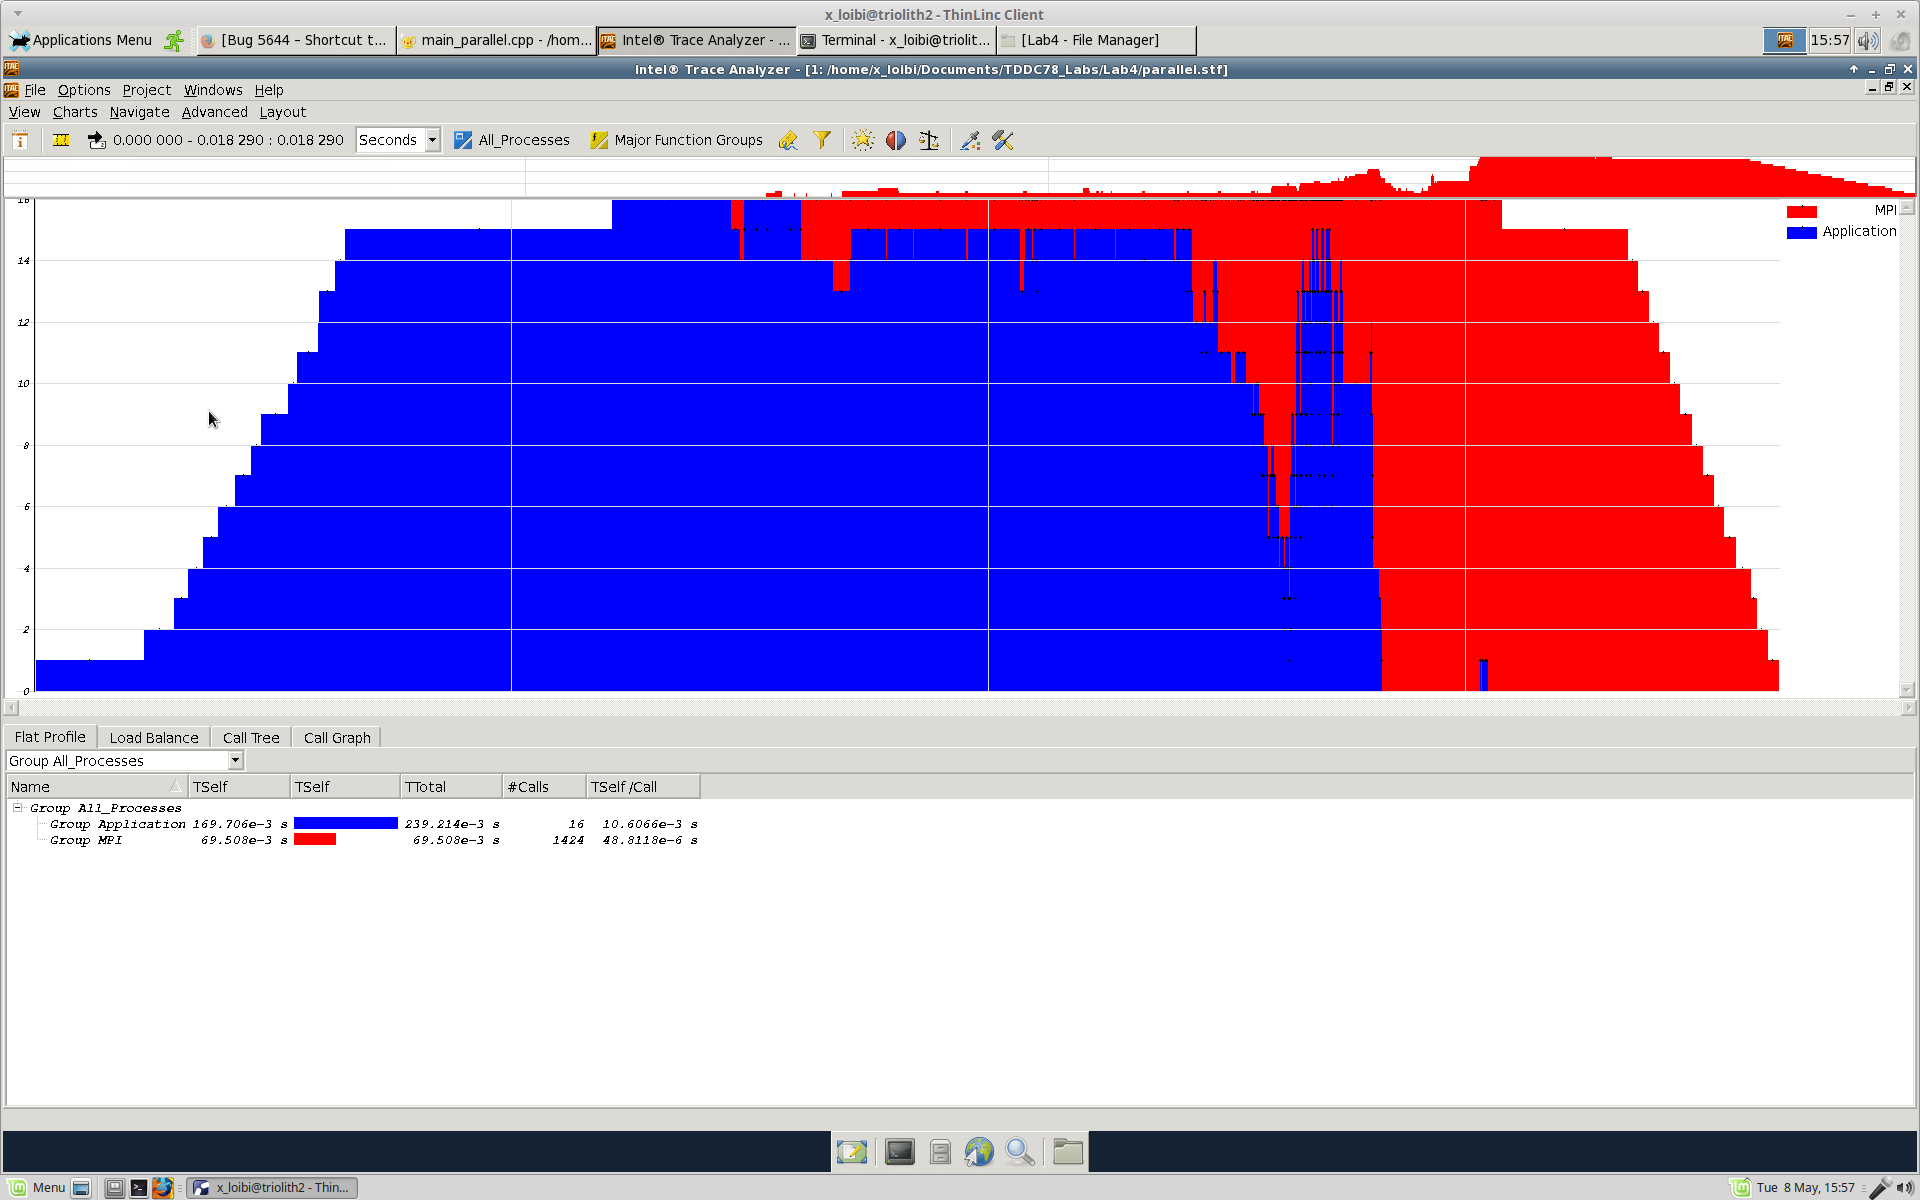 x_loibi@triolith2 - ThinLinc Client
Applications Menu
[Bug 5644 – Shortcut t...
main_parallel.cpp - /hom...
Intel® Trace Analyzer - ...
Terminal - x_loibi@triolit...
[Lab4 - File Manager]
15:57
Intel® Trace Analyzer - [1: /home/x_loibi/Documents/TDDC78_Labs/Lab4/parallel.stf]
File Options Project Windows Help
View Charts Navigate Advanced Layout
0.000 000 - 0.018 290 : 0.018 290 Seconds All_Processes Major Function Groups
16
14
12
10
8
6
4
2
0
MPI
Application
Flat Profile Load Balance Call Tree Call Graph
Group All_Processes
Name TSelf TSelf TTotal #Calls TSelf /Call
Group All_Processes
Group Application 169.706e-3 s 239.214e-3 s 16 10.6066e-3 s
Group MPI 69.508e-3 s 69.508e-3 s 1424 48.8118e-6 s
Menu
x_loibi@triolith2 - Thin...
Tue 8 May, 15:57